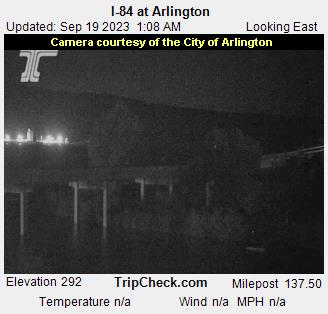 I-84 at Arlington
Updated: Sep 19 2023 1:08 AM Looking East
Camera courtesy of the City of Arlington
Elevation 292 TripCheck.com Milepost 137.50
Temperature n/a Wind n/a MPH n/a